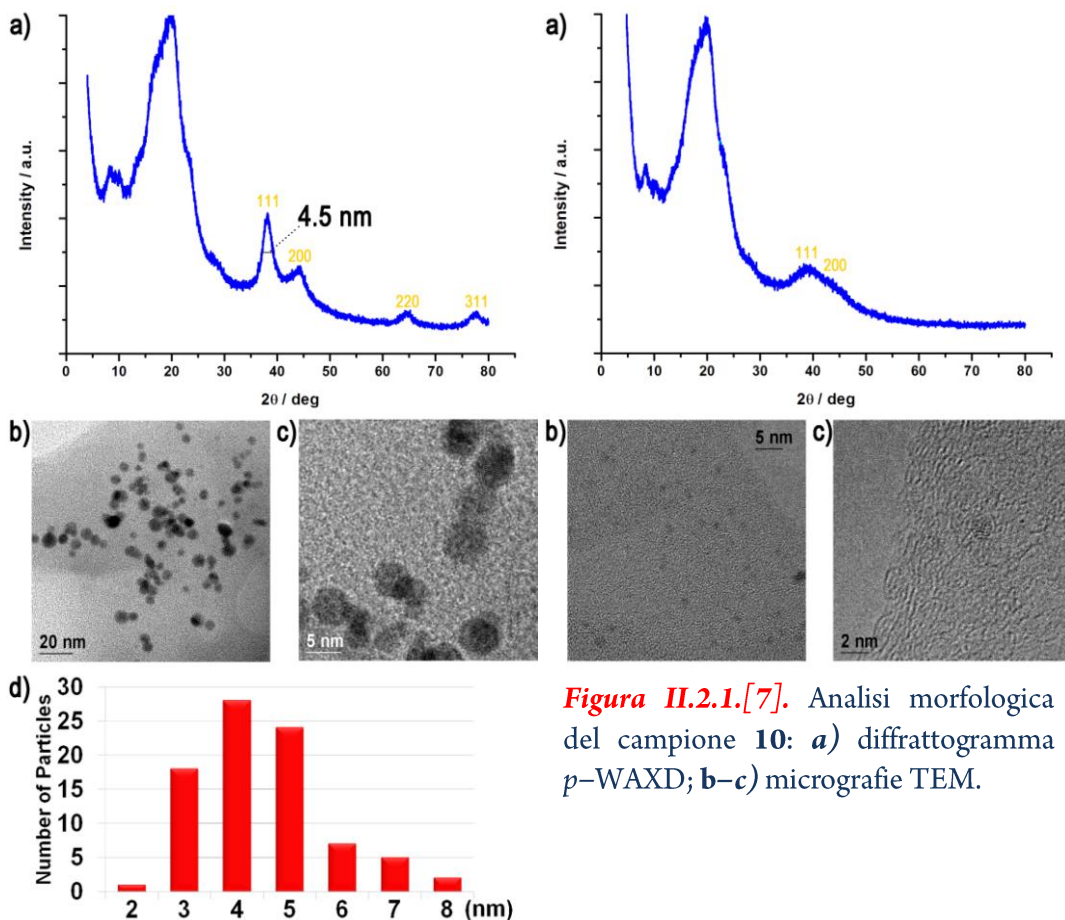 a)
Intensity / a.u.
111
4.5 nm
200
220
311
0 10 20 30 40 50 60 70 80
2θ / deg
a)
Intensity / a.u.
111
200
0 10 20 30 40 50 60 70 80
2θ / deg
b)
20 nm
c)
5 nm
b)
5 nm
c)
2 nm
d)
Number of Particles
30
25
20
15
10
5
0
2 3 4 5 6 7 8 (nm)
Figura II.2.1.[7]. Analisi morfologica
del campione 10: a) diffrattogramma
p–WAXD; b–c) micrografie TEM.